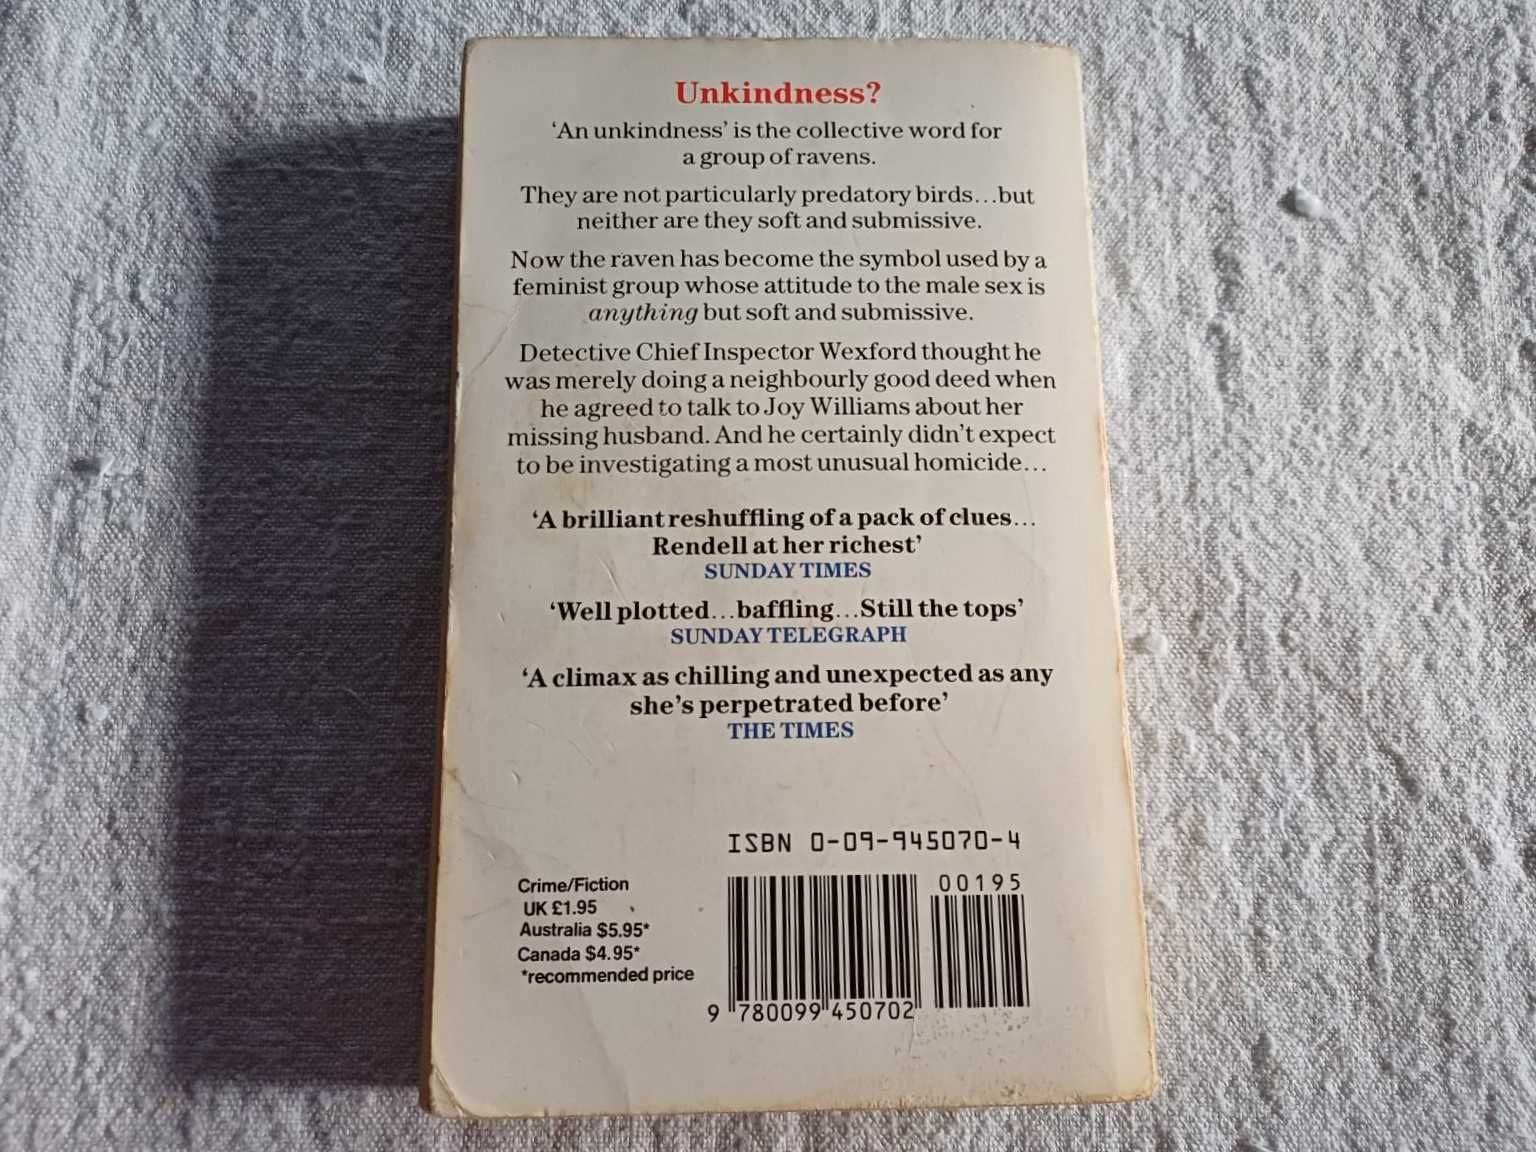 Unkindness?
‘An unkindness’ is the collective word for
a group of ravens.
They are not particularly predatory birds...but
neither are they soft and submissive.
Now the raven has become the symbol used by a
feminist group whose attitude to the male sex is
anything but soft and submissive.
Detective Chief Inspector Wexford thought he
was merely doing a neighbourly good deed when
he agreed to talk to Joy Williams about her
missing husband. And he certainly didn’t expect
to be investigating a most unusual homicide...
‘A brilliant reshuffling of a pack of clues...
Rendell at her richest’
SUNDAY TIMES
‘Well plotted...baffling...Still the tops’
SUNDAY TELEGRAPH
‘A climax as chilling and unexpected as any
she’s perpetrated before’
THE TIMES
ISBN 0-09-945070-4
Crime/Fiction
UK £1.95
Australia $5.95*
Canada $4.95*
*recommended price
00195
9 780099 450702